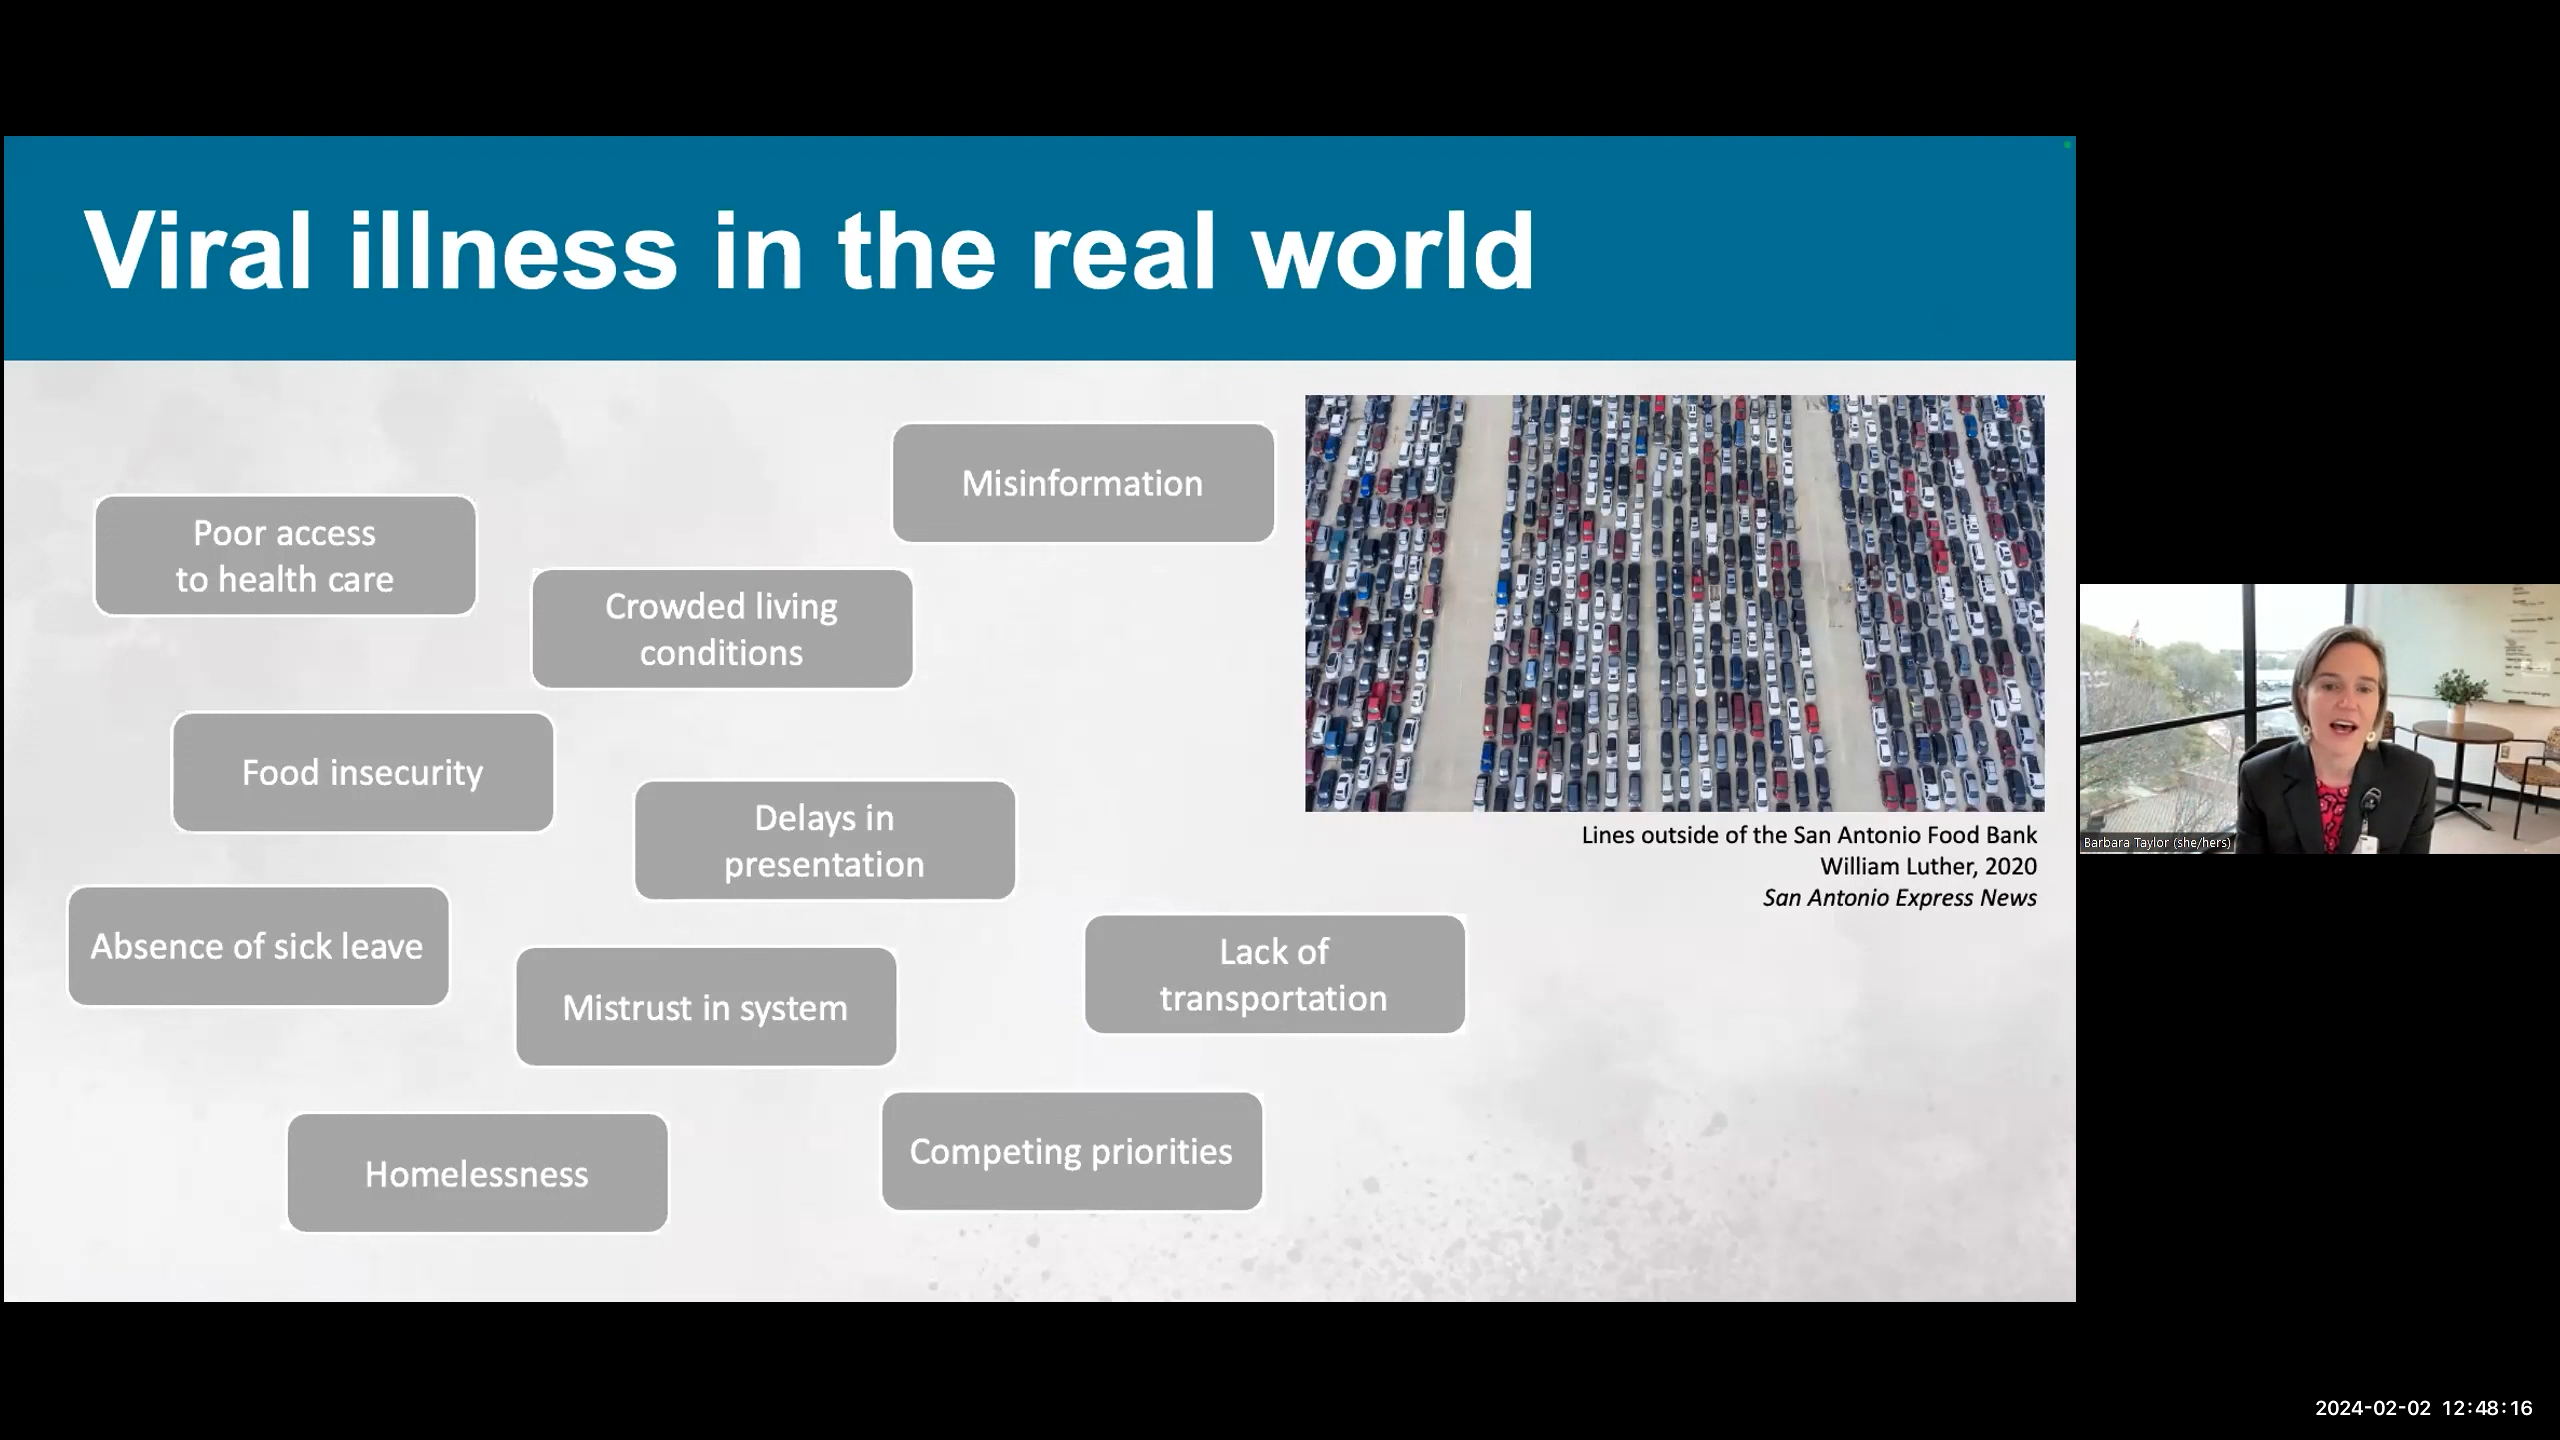 Viral illness in the real world
Misinformation
Poor access
to health care
Crowded living
conditions
Food insecurity
Delays in
presentation
Lines outside of the San Antonio Food Bank
William Luther, 2020
San Antonio Express News
Absence of sick leave
Mistrust in system
Lack of
transportation
Homelessness
Competing priorities
Barbara Taylor (she/hers)
2024-02-02 12:48:16